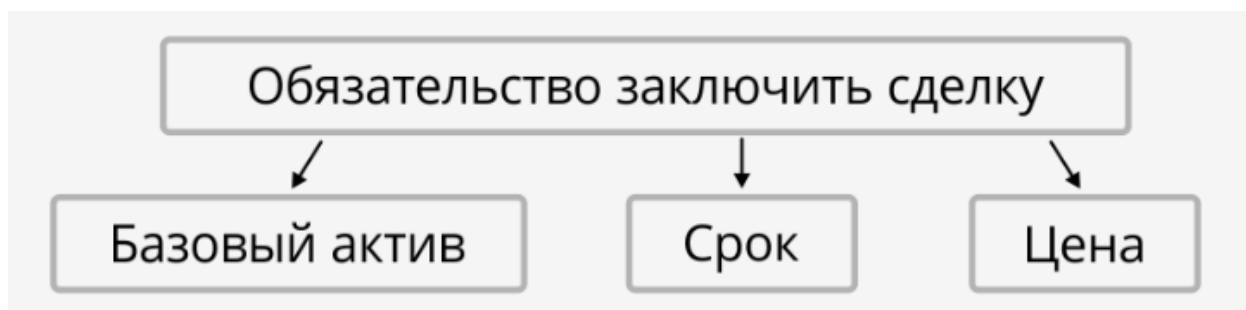 Обязательство заключить сделку
Базовый актив
Срок
Цена